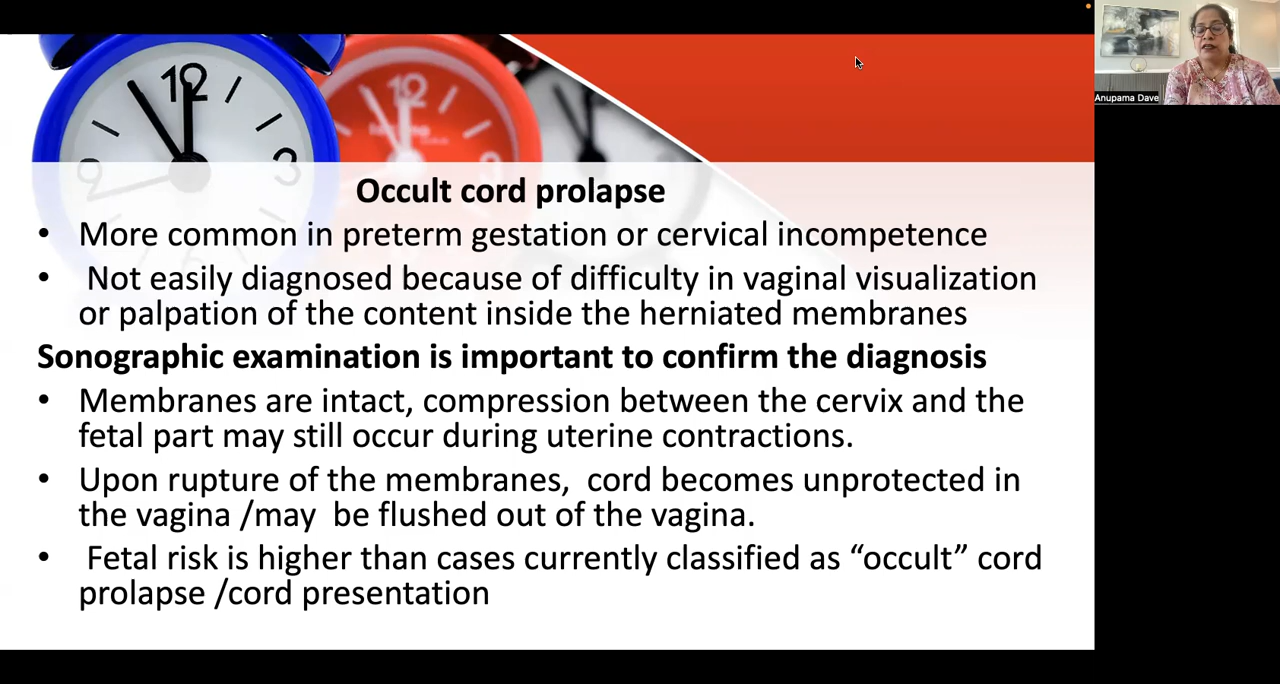 Anupama Dave
12
3
9
12
Occult cord prolapse
• More common in preterm gestation or cervical incompetence
• Not easily diagnosed because of difficulty in vaginal visualization
or palpation of the content inside the herniated membranes
Sonographic examination is important to confirm the diagnosis
• Membranes are intact, compression between the cervix and the
fetal part may still occur during uterine contractions.
• Upon rupture of the membranes, cord becomes unprotected in
the vagina /may be flushed out of the vagina.
• Fetal risk is higher than cases currently classified as “occult” cord
prolapse /cord presentation